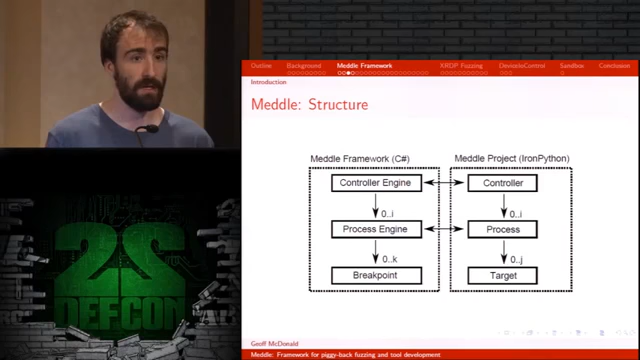 Outline Background Meddle Framework XRDP Fuzzing DeviceIoControl Sandbox Conclusion
Introduction
Meddle: Structure
Meddle Framework (C#)
Meddle Project (IronPython)
Controller Engine
Controller
0..i
0..i
Process Engine
Process
0..k
0..j
Breakpoint
Target
22
DEFCON
Geoff McDonald
Meddle: Framework for piggy-back fuzzing and tool development